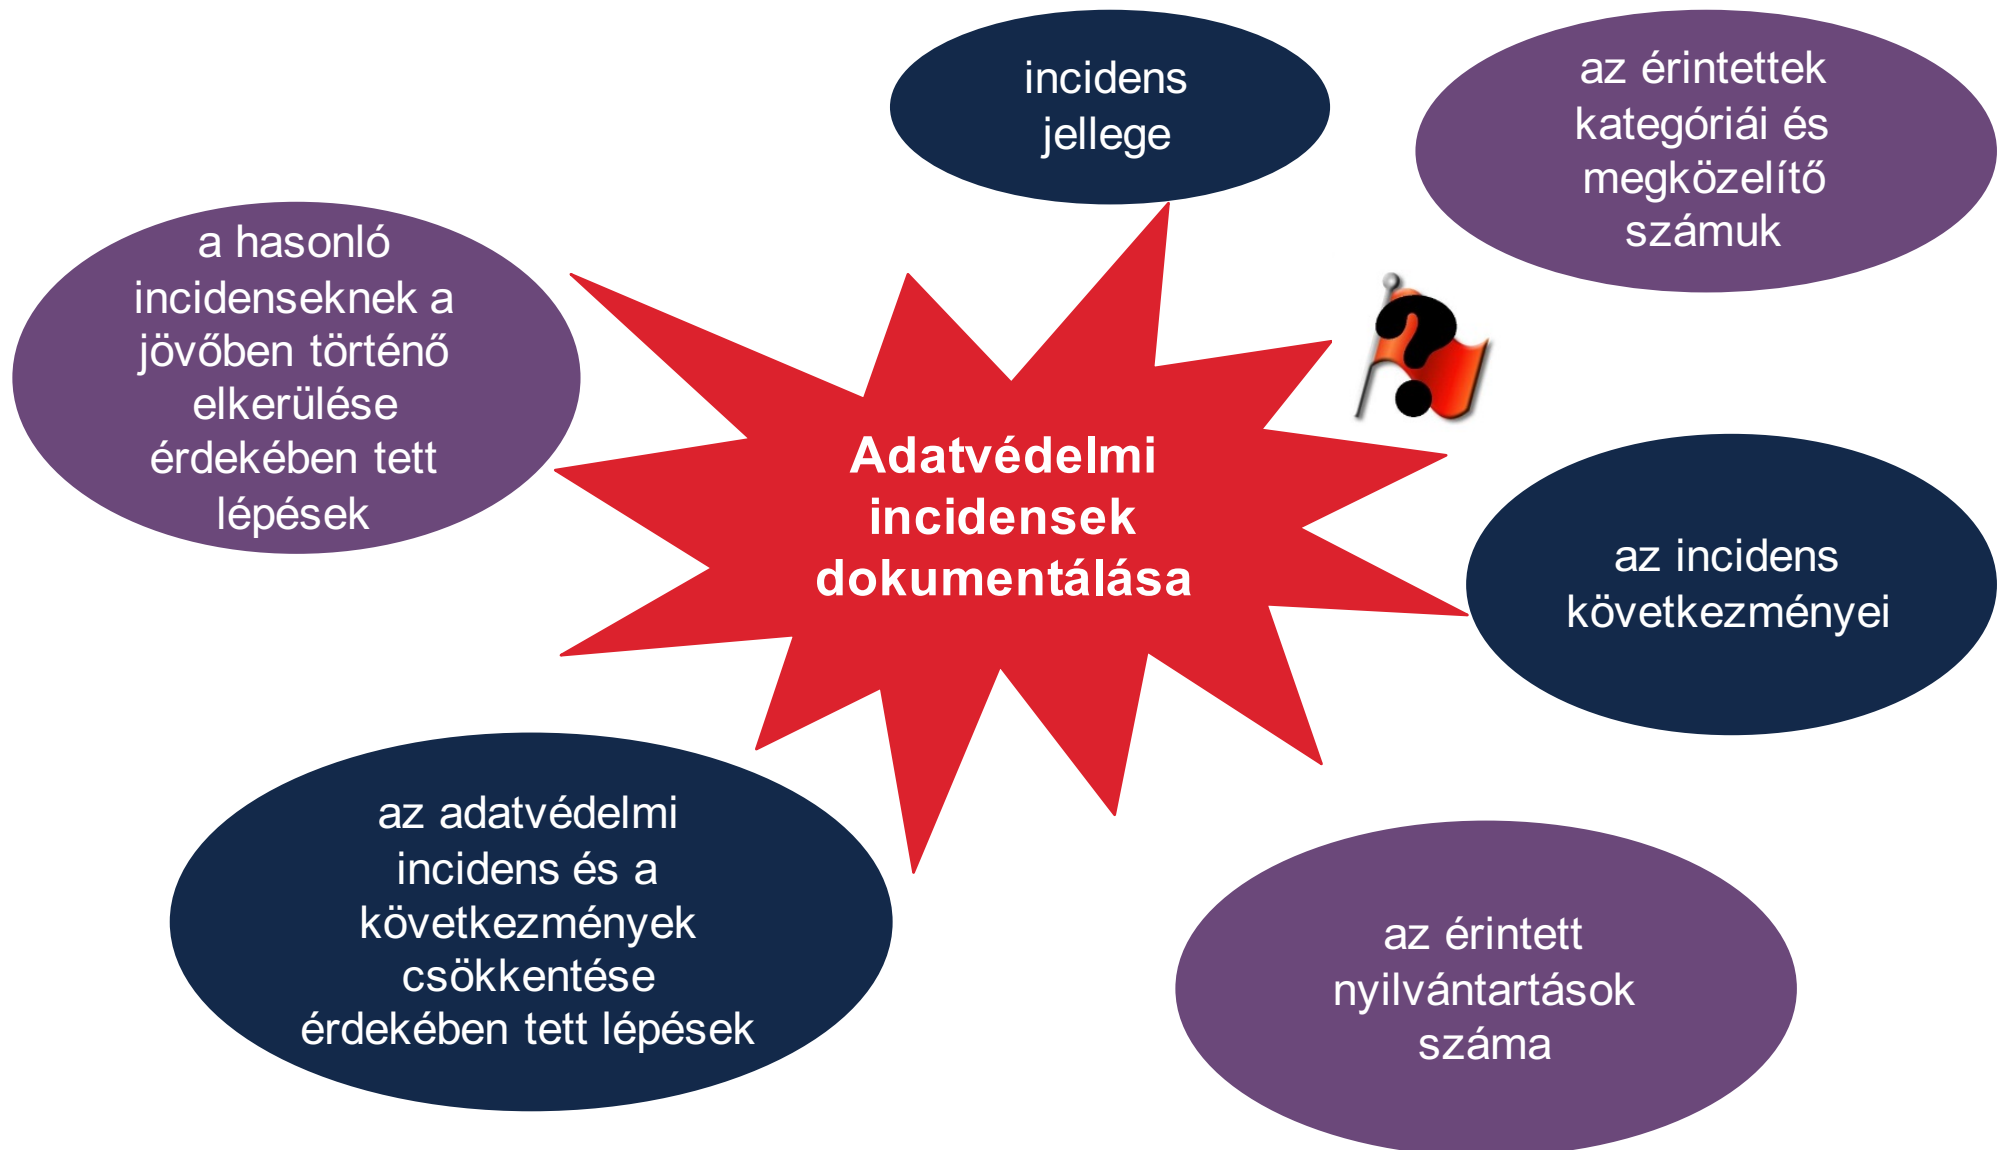 incidens
jellege
az érintettek
kategóriái és
megközelítő
számuk
a hasonló
incidenseknek a
jövőben történő
elkerülése
érdekében tett
lépések
Adatvédelmi
incidensek
dokumentálása
az incidens
következményei
az adatvédelmi
incidens és a
következmények
csökkentése
érdekében tett lépések
az érintett
nyilvántartások
száma